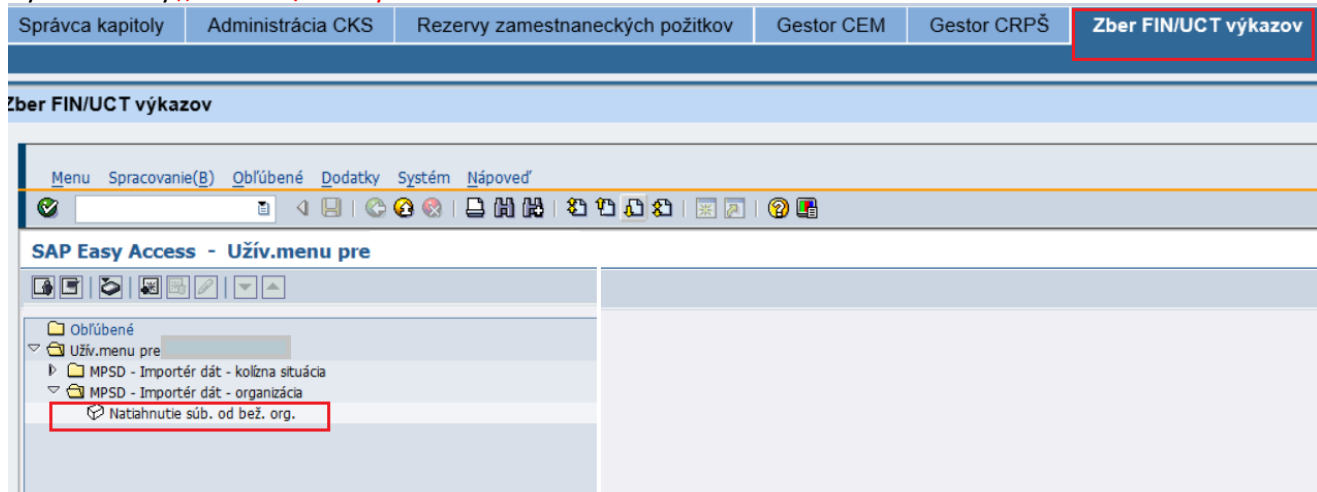 Správca kapitoly Administrácia CKS Rezervy zamestnaneckých požitkov Gestor CEM Gestor CRPŠ Zber FIN/UCT výkazov
Zber FIN/UCT výkazov
Menu Spracovanie(B) Obľúbené Dodatky Systém Nápoveď
SAP Easy Access - Užív.menu pre
Obľúbené
Užív.menu pre
MPSD - Importér dát - kolízna situácia
MPSD - Importér dát - organizácia
Natiahnutie súb. od bež. org.